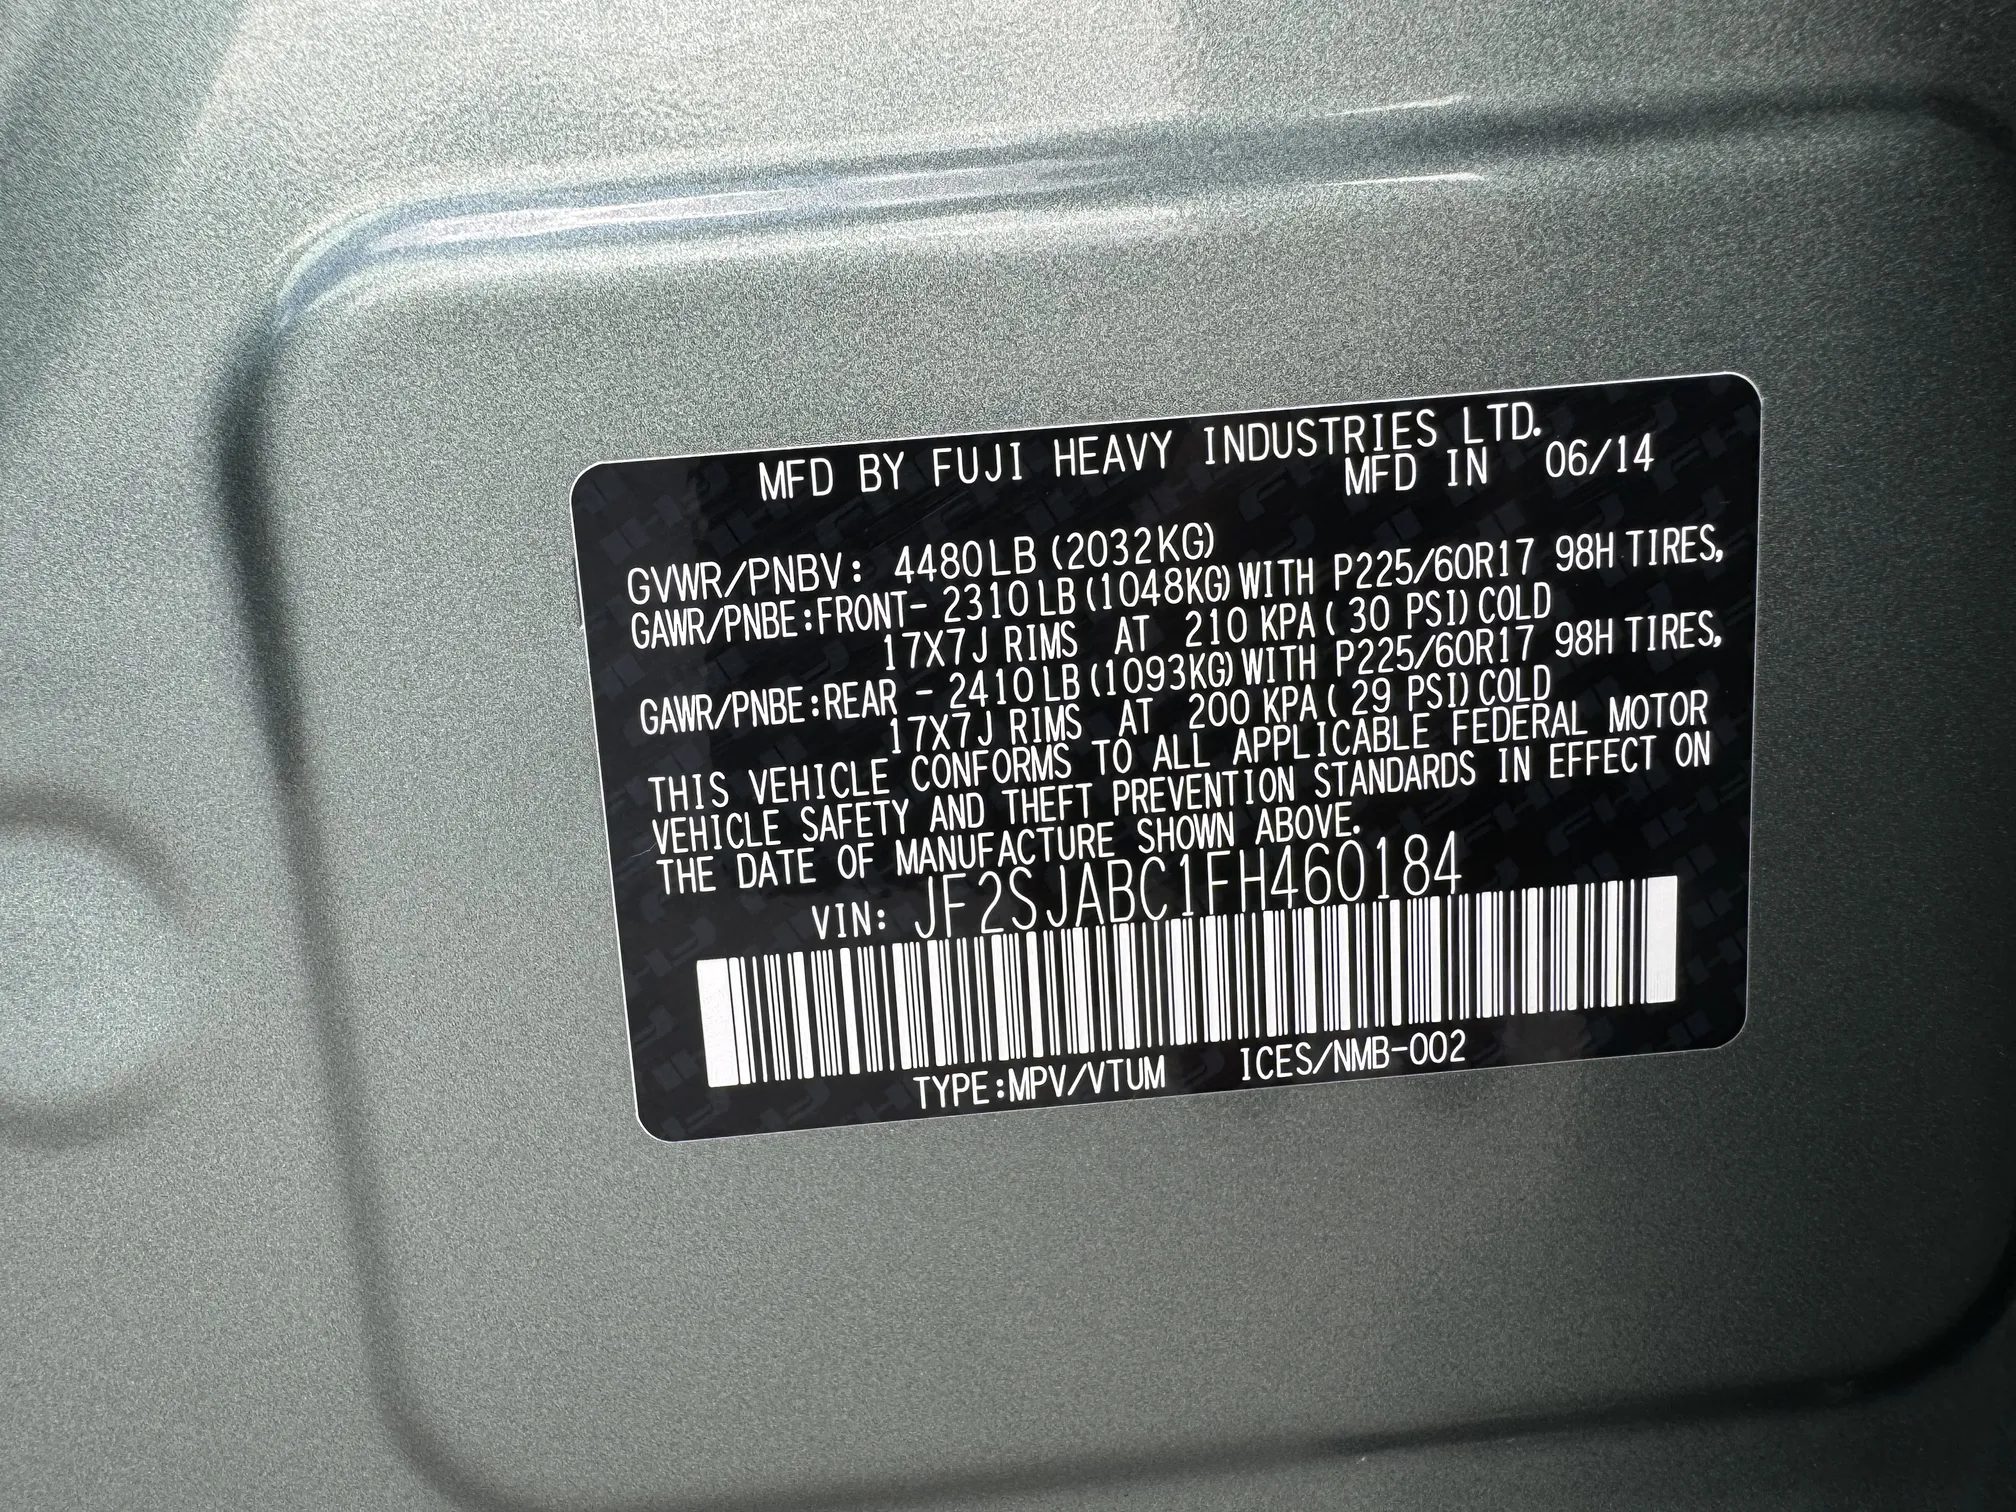 MFD BY FUJI HEAVY INDUSTRIES LTD.
MFD IN 06/14
GVWR/PNBV: 4480LB (2032KG)
GAWR/PNBE:FRONT- 2310LB(1048KG)WITH P225/60R17 98H TIRES,
17X7J RIMS AT 210 KPA( 30 PSI)COLD
GAWR/PNBE:REAR - 2410LB(1093KG)WITH P225/60R17 98H TIRES,
17X7J RIMS AT 200 KPA( 29 PSI)COLD
THIS VEHICLE CONFORMS TO ALL APPLICABLE FEDERAL MOTOR
VEHICLE SAFETY AND THEFT PREVENTION STANDARDS IN EFFECT ON
THE DATE OF MANUFACTURE SHOWN ABOVE.
VIN: JF2SJABC1FH460184
TYPE:MPV/VTUM ICES/NMB-002